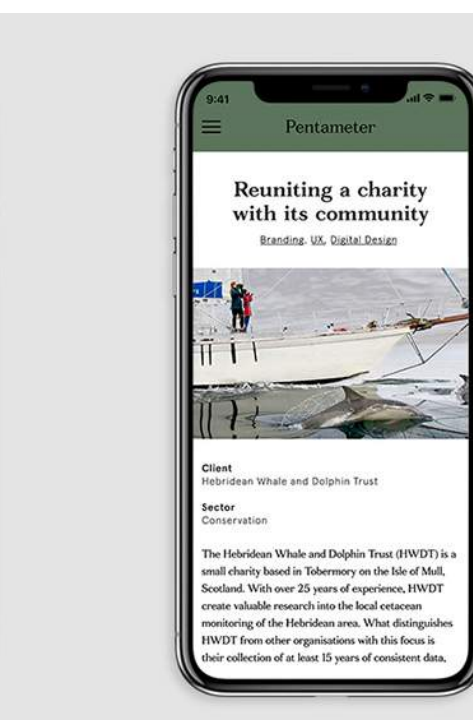 9:41
Pentameter
Reuniting a charity
with its community
Branding, UX, Digital Design
Client
Hebridean Whale and Dolphin Trust
Sector
Conservation
The Hebridean Whale and Dolphin Trust (HWDT) is a
small charity based in Tobermory on the Isle of Mull,
Scotland. With over 25 years of experience, HWDT
create valuable research into the local cetacean
monitoring of the Hebridean area. What distinguishes
HWDT from other organisations with this focus is
their collection of at least 15 years of consistent data,